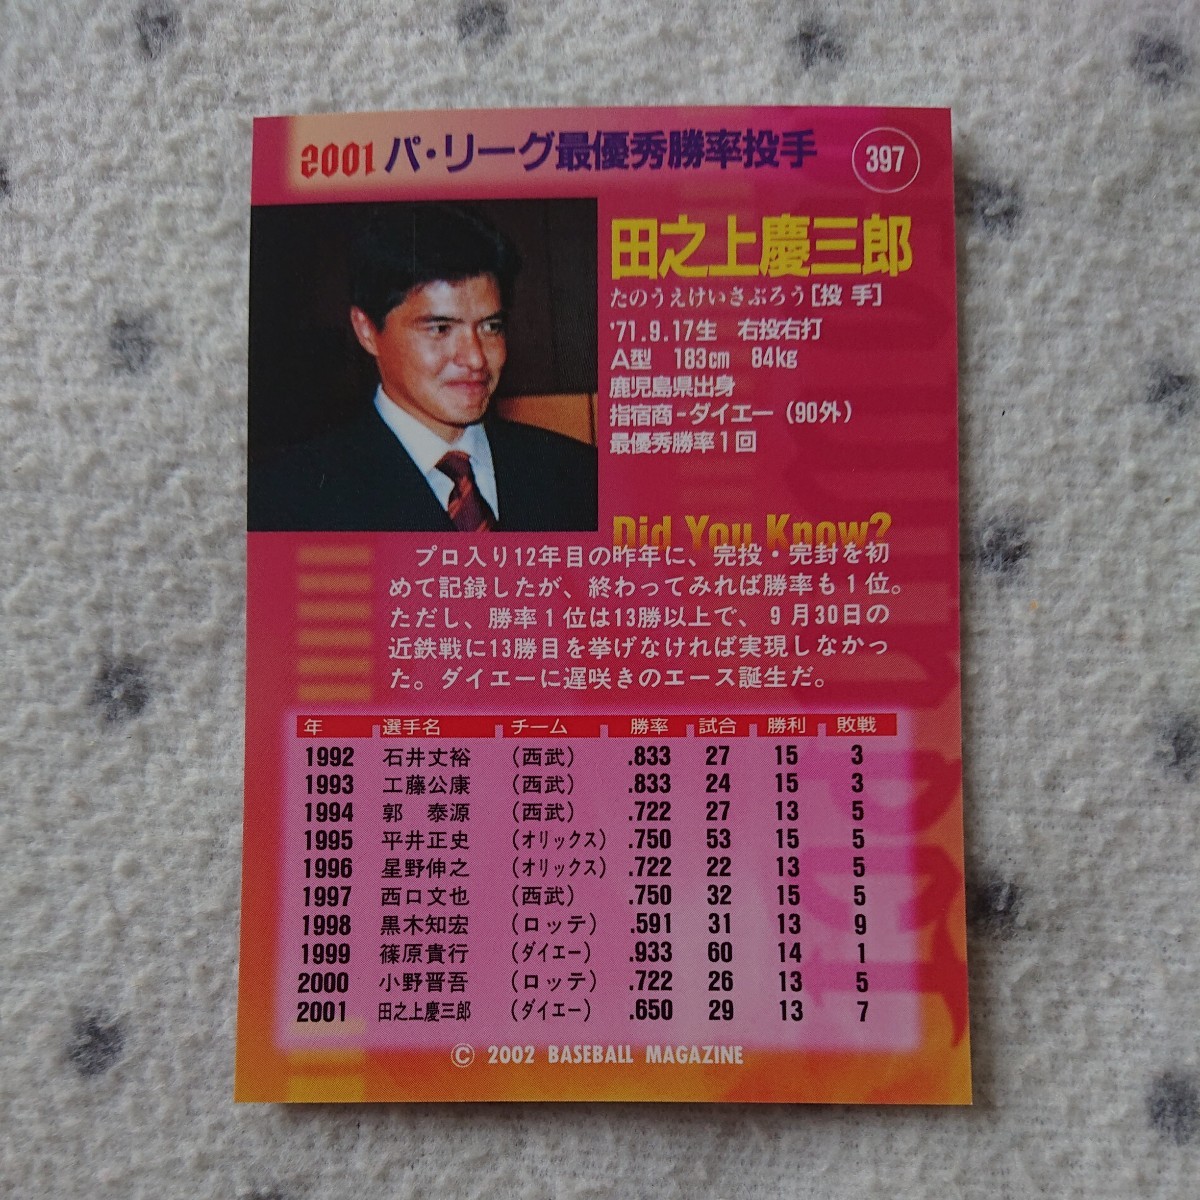 2001 パ・リーグ最優秀勝率投手
397
田之上慶三郎
たのうえけいさぶろう［投 手］
'71.9.17生 右投右打
A型 183cm 84kg
鹿児島県出身
指宿商－ダイエー（90外）
最優秀勝率1回
Did You Know?
プロ入り12年目の昨年に、完投・完封を初
めて記録したが、終わってみれば勝率も1位。
ただし、勝率1位は13勝以上で、9月30日の
近鉄戦に13勝目を挙げなければ実現しなかっ
た。ダイエーに遅咲きのエース誕生だ。
年 選手名 チーム 勝率 試合 勝利 敗戦
1992 石井丈裕 （西武） .833 27 15 3
1993 工藤公康 （西武） .833 24 15 3
1994 郭 泰源 （西武） .722 27 13 5
1995 平井正史 （オリックス） .750 53 15 5
1996 星野伸之 （オリックス） .722 22 13 5
1997 西口文也 （西武） .750 32 15 5
1998 黒木知宏 （ロッテ） .591 31 13 9
1999 篠原貴行 （ダイエー） .933 60 14 1
2000 小野晋吾 （ロッテ） .722 26 13 5
2001 田之上慶三郎 （ダイエー） .650 29 13 7
© 2002 BASEBALL MAGAZINE